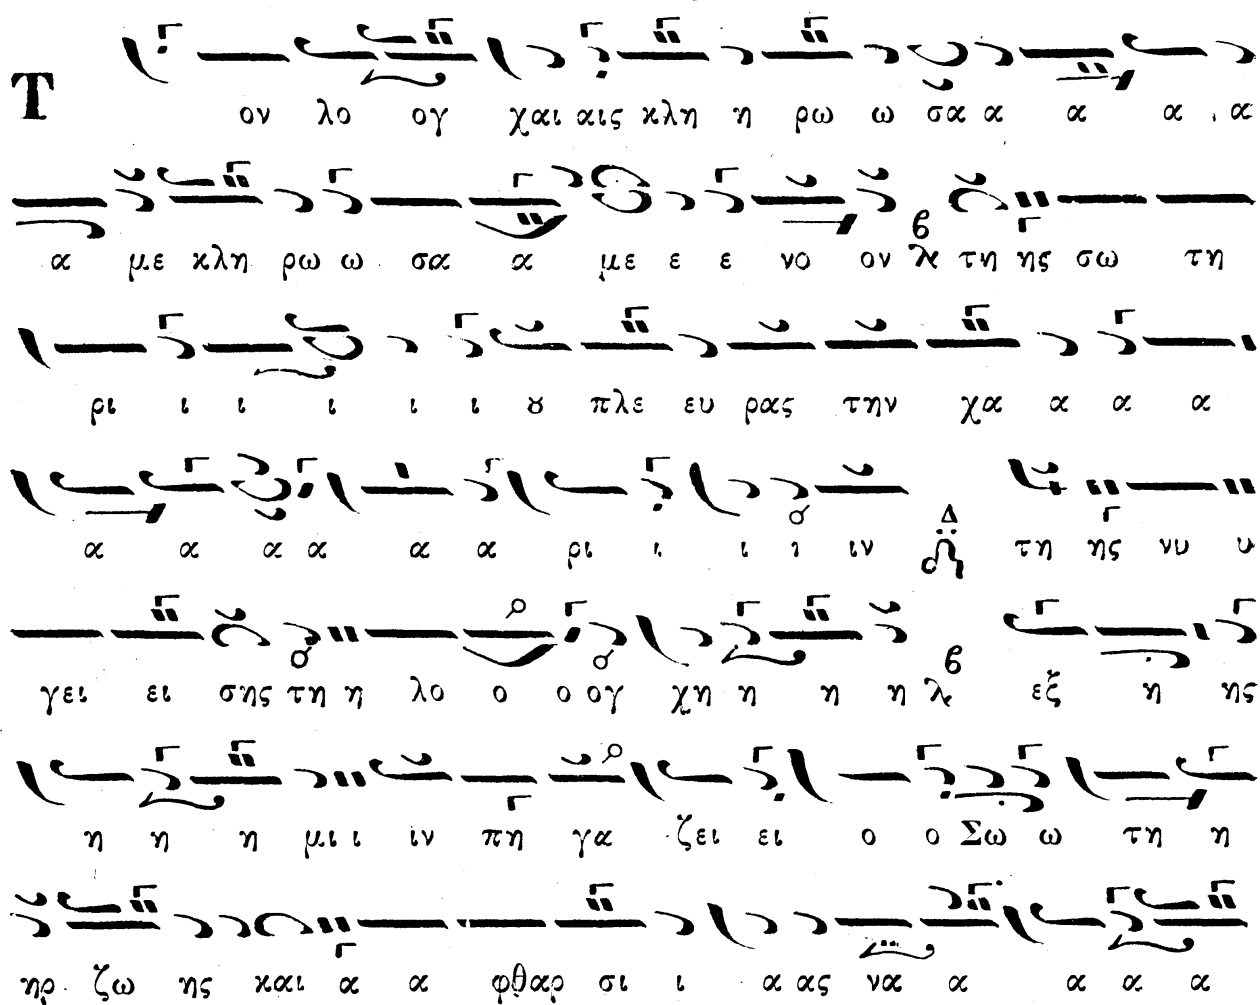 Τ ον λο ογ χαι αις κλη η ρω ω σα α α α α
α με κλη ρω ω σα α με ε ε νο ον τη ης σω τη
ρι ι ι ι ι ι ȣ πλε ευ ρας την χα α α α
α α α α α α ρι ι ι ι ιν Δ τη ης νυ υ
γει ει σης τη η λο ο ο ογ χη η η η εξ η ης
η η η μι ι ιν πη γα ζει ει ο ο Σω ω τη η
ηρ ζω ης και α α φθαρ σι ι α ας να α α α α